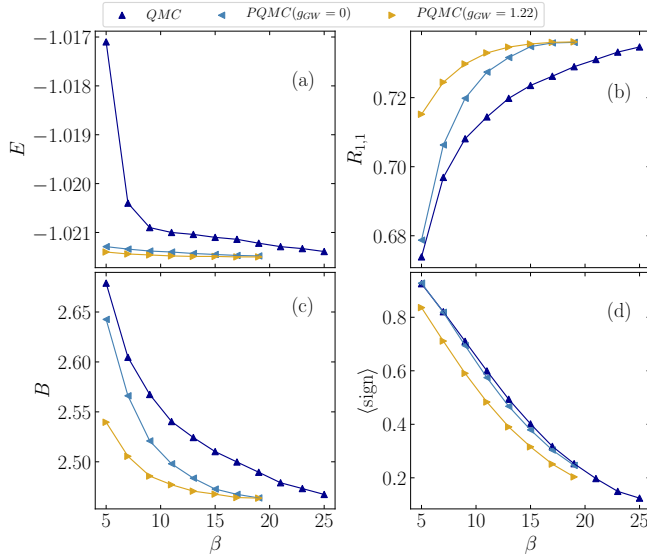 QMC PQMC(g_GW = 0) PQMC(g_GW = 1.22)
−1.017
−1.018
−1.019
−1.020
−1.021
E
(a)
0.72
0.70
0.68
R_1,1
(b)
2.65
2.60
2.55
2.50
B
(c)
5 10 15 20 25
β
0.8
0.6
0.4
0.2
⟨sign⟩
(d)
5 10 15 20 25
β